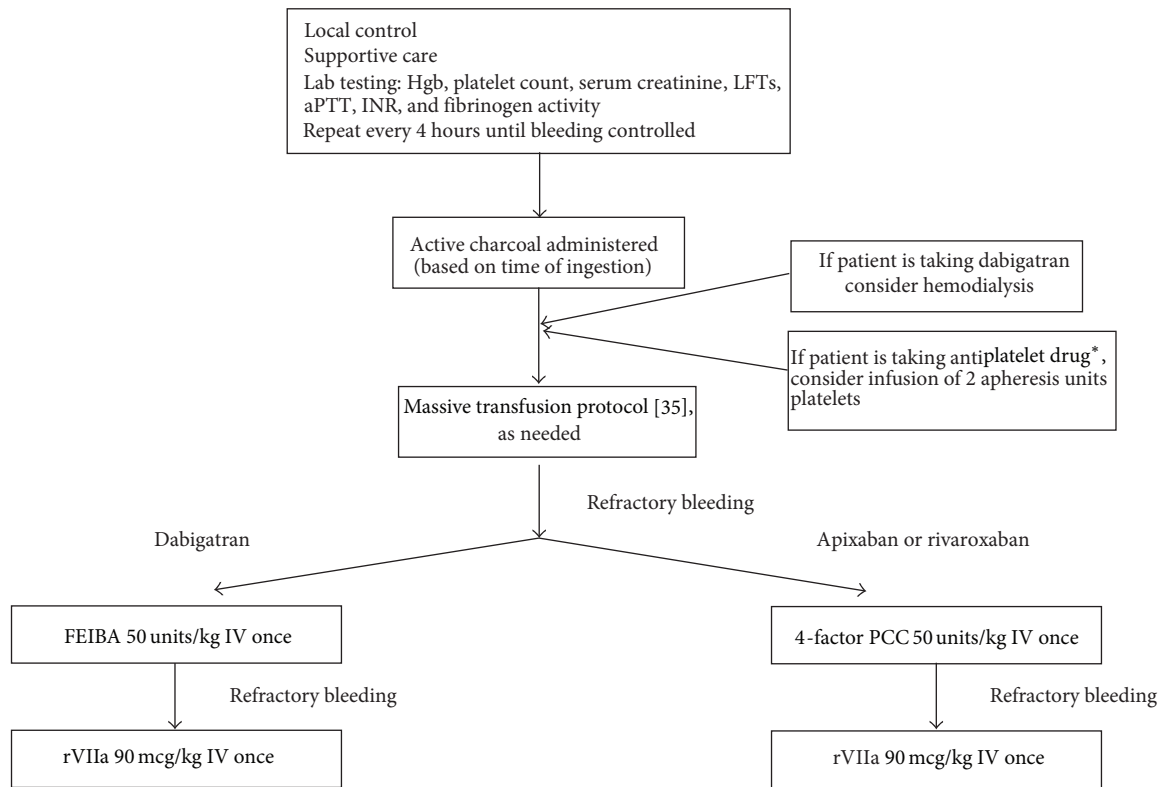 Local control
Supportive care
Lab testing: Hgb, platelet count, serum creatinine, LFTs,
aPTT, INR, and fibrinogen activity
Repeat every 4 hours until bleeding controlled
Active charcoal administered
(based on time of ingestion)
If patient is taking dabigatran
consider hemodialysis
If patient is taking antiplatelet drug*,
consider infusion of 2 apheresis units
platelets
Massive transfusion protocol [35],
as needed
Refractory bleeding
Dabigatran
Apixaban or rivaroxaban
FEIBA 50 units/kg IV once
4-factor PCC 50 units/kg IV once
Refractory bleeding
Refractory bleeding
rVIIa 90 mcg/kg IV once
rVIIa 90 mcg/kg IV once